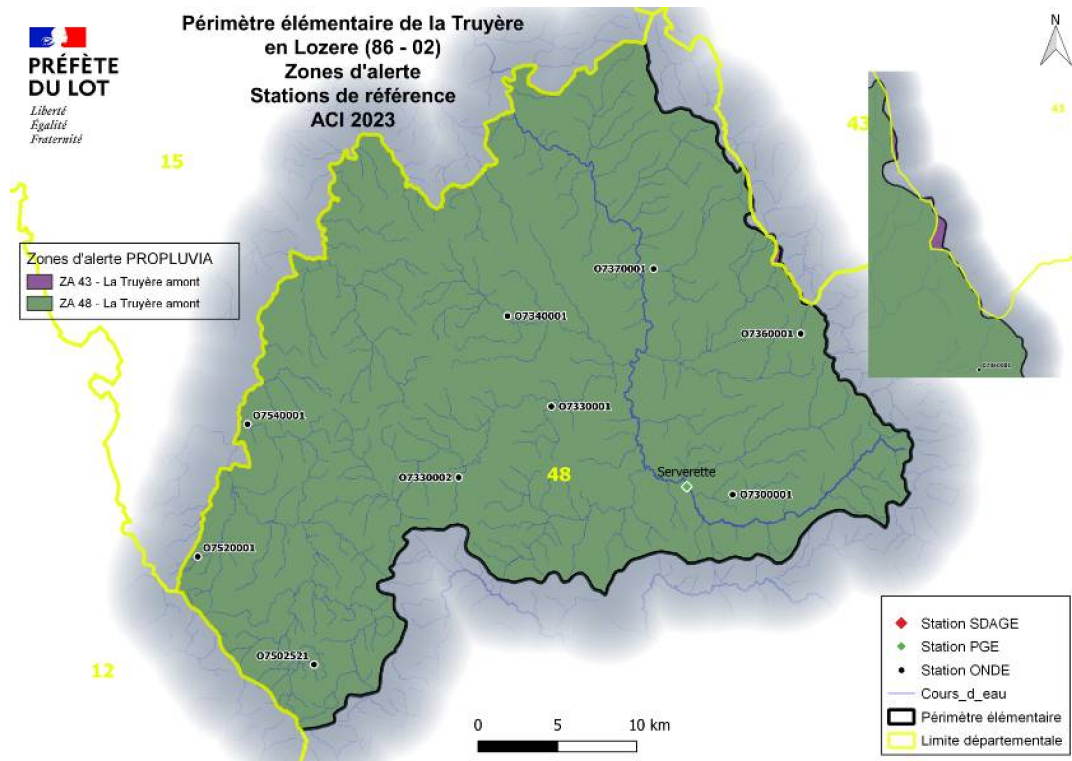 PRÉFÈTE
DU LOT
Liberté
Égalité
Fraternité
Périmètre élémentaire de la Truyère
en Lozere (86 - 02)
Zones d'alerte
Stations de référence
ACI 2023
N
15
43
43
Zones d'alerte PROPLUVIA
ZA 43 - La Truyère amont
ZA 48 - La Truyère amont
O7370001
O7340001
O7360001
O7330001
O7540001
O7330002
48
Serverette
O7300001
O7520001
O7502521
12
0 5 10 km
Station SDAGE
Station PGE
Station ONDE
Cours_d_eau
Périmètre élémentaire
Limite départementale